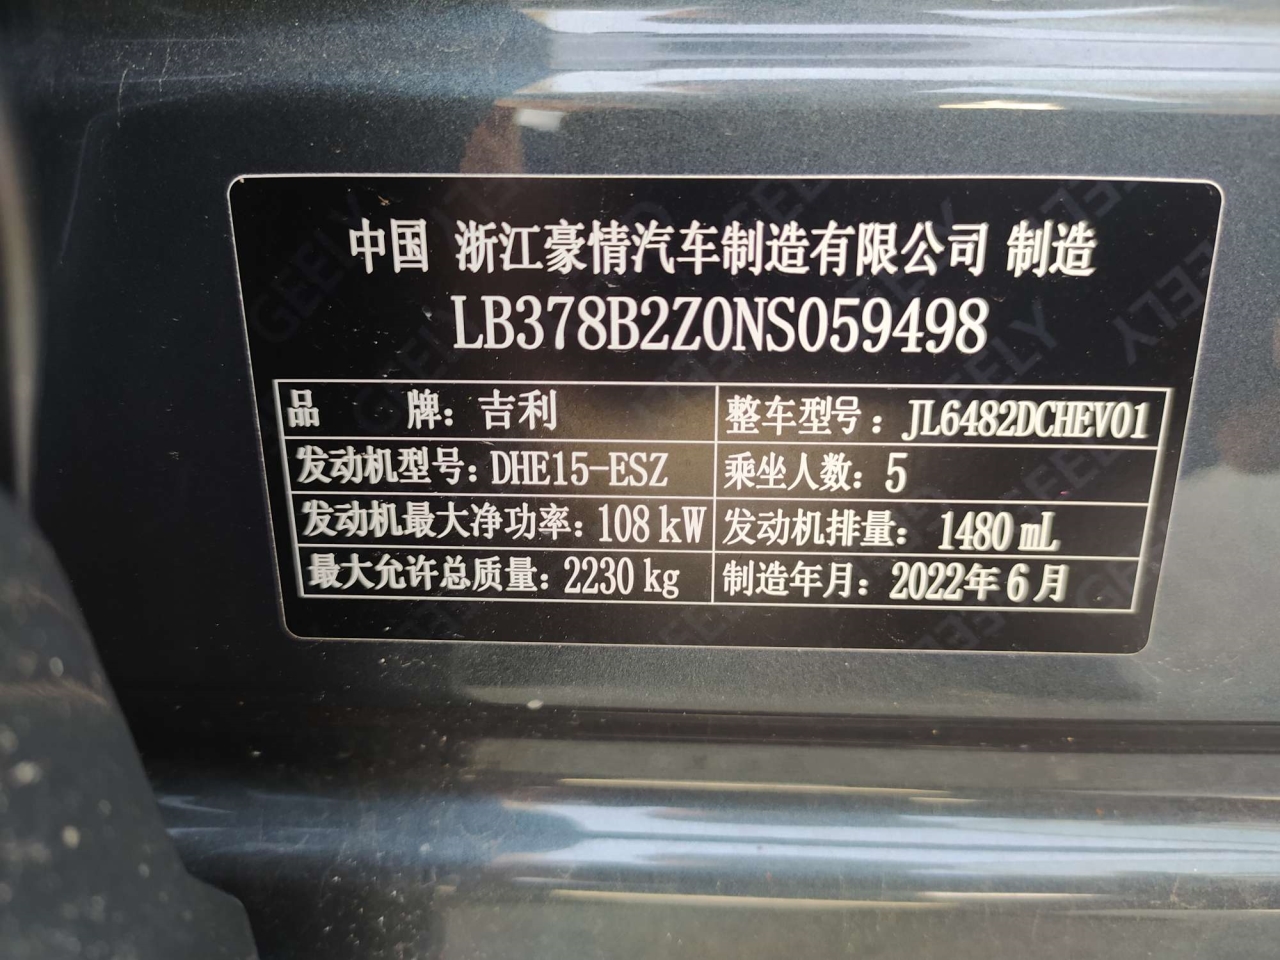 中国 浙江豪情汽车制造有限公司 制造
LB378B2Z0NS059498
品 牌：吉利 整车型号：JL6482DCHEV01
发动机型号：DHE15-ESZ 乘坐人数：5
发动机最大净功率：108 kW 发动机排量：1480 mL
最大允许总质量：2230 kg 制造年月：2022年6月